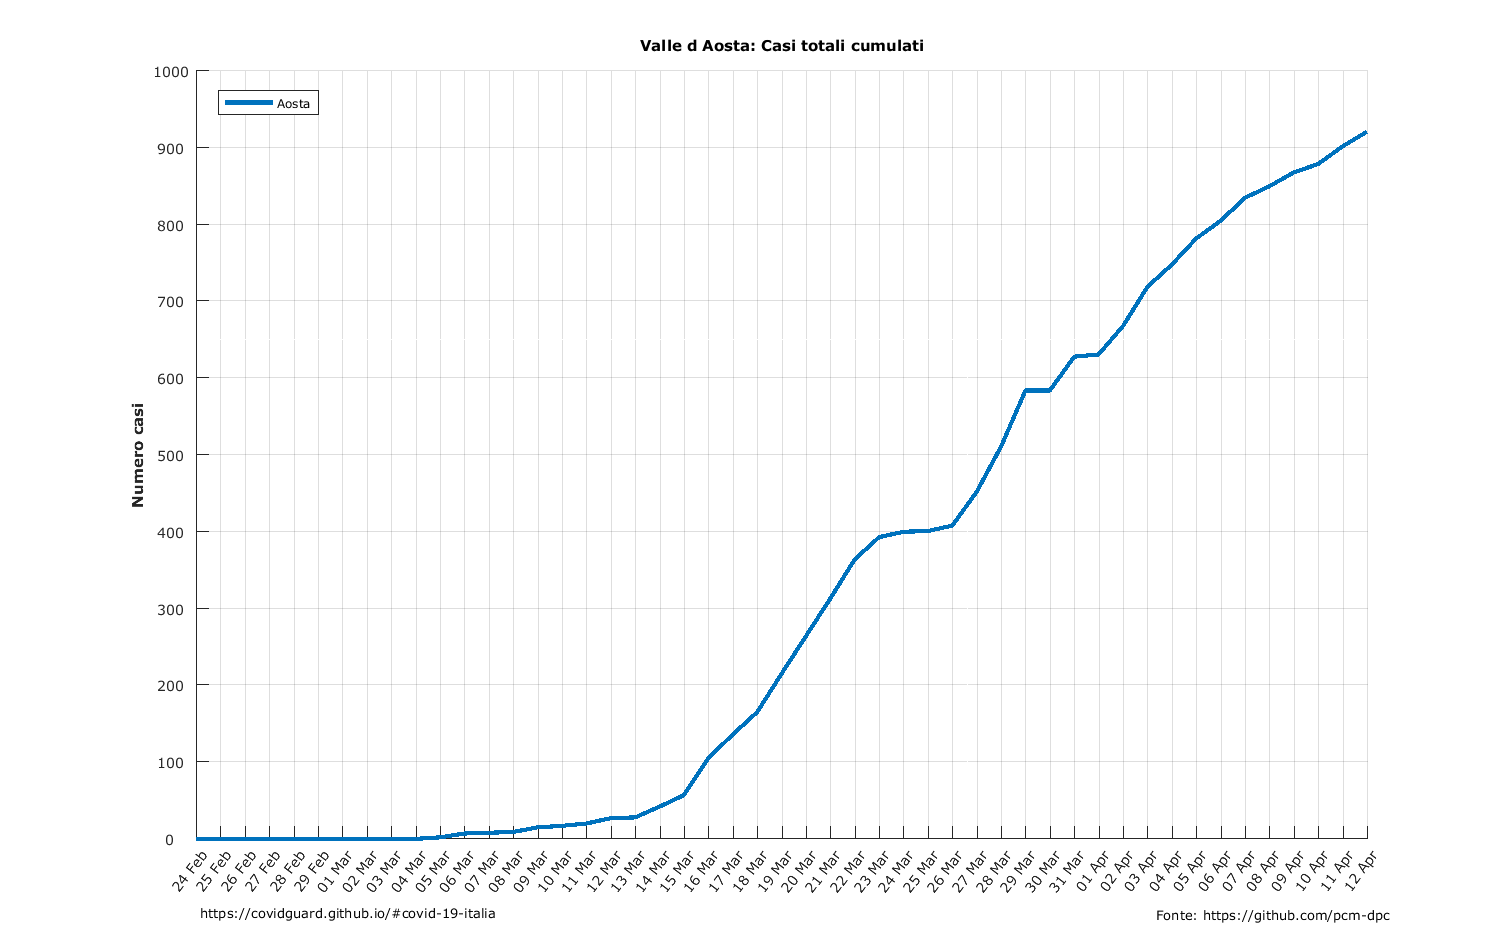 Valle d Aosta: Casi totali cumulati
Aosta
Numero casi
1000
900
800
700
600
500
400
300
200
100
0
24 Feb
25 Feb
26 Feb
27 Feb
28 Feb
29 Feb
01 Mar
02 Mar
03 Mar
04 Mar
05 Mar
06 Mar
07 Mar
08 Mar
09 Mar
10 Mar
11 Mar
12 Mar
13 Mar
14 Mar
15 Mar
16 Mar
17 Mar
18 Mar
19 Mar
20 Mar
21 Mar
22 Mar
23 Mar
24 Mar
25 Mar
26 Mar
27 Mar
28 Mar
29 Mar
30 Mar
31 Mar
01 Apr
02 Apr
03 Apr
04 Apr
05 Apr
06 Apr
07 Apr
08 Apr
09 Apr
10 Apr
11 Apr
12 Apr
https://covidguard.github.io/#covid-19-italia
Fonte: https://github.com/pcm-dpc